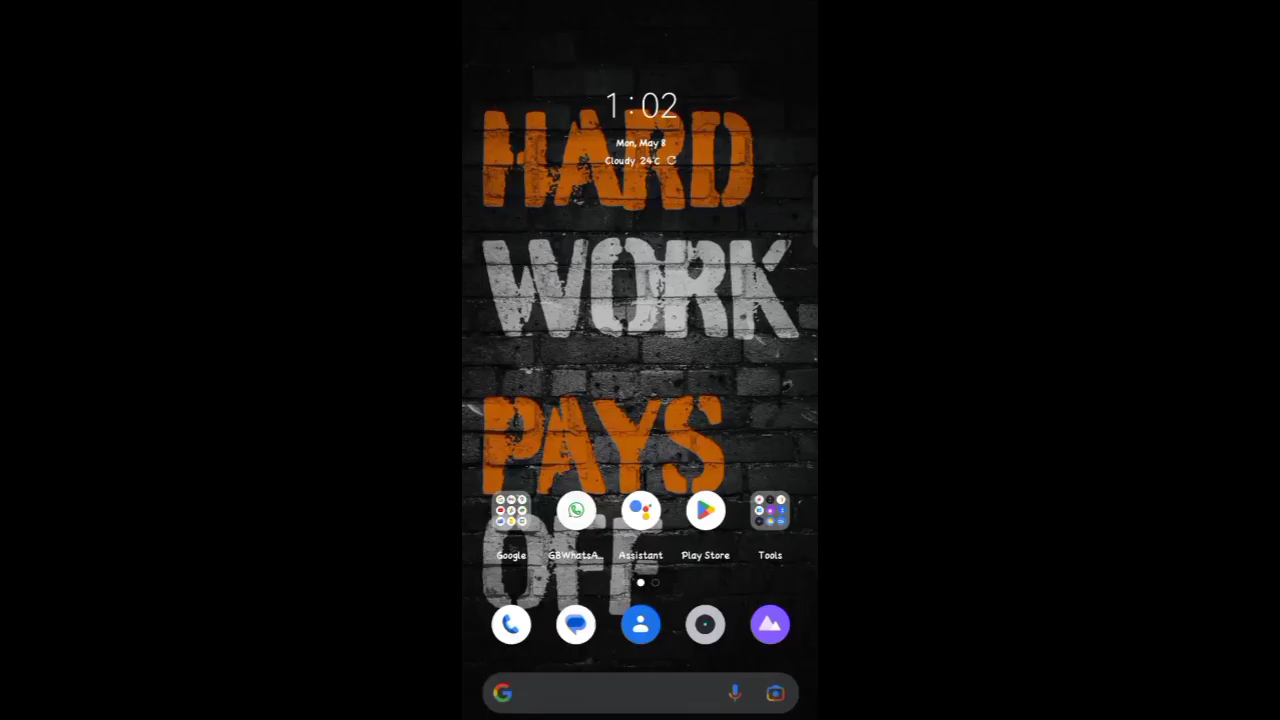 1:02
HARD
Mon, May 8
Cloudy 24°C
WORK
PAYS
Google GBWhatsA... Assistant Play Store Tools
OFF